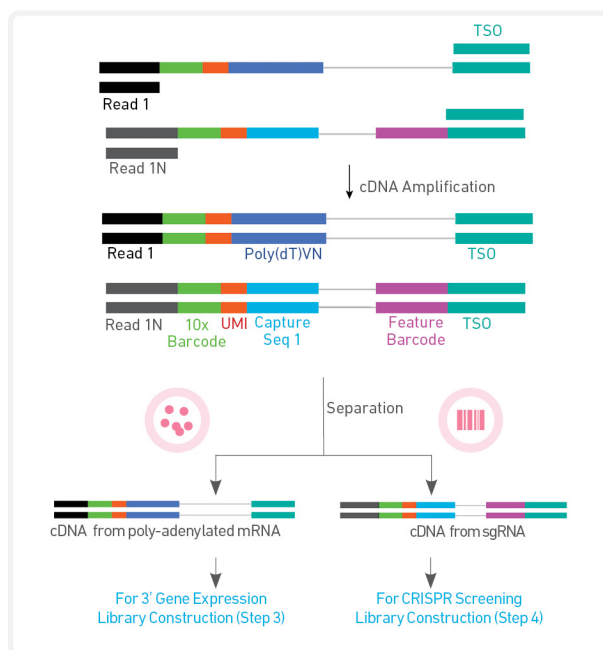 TSO
Read 1
Read 1N
cDNA Amplification
Read 1
Poly(dT)VN
TSO
Read 1N
10x
Barcode
UMI
Capture
Seq 1
Feature
Barcode
TSO
Separation
cDNA from poly-adenylated mRNA
cDNA from sgRNA
For 3' Gene Expression
Library Construction (Step 3)
For CRISPR Screening
Library Construction (Step 4)